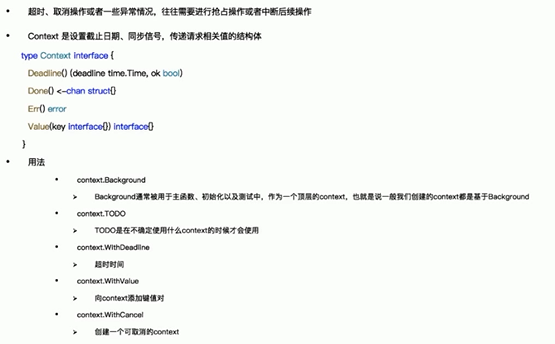 • 超时、取消操作或者一些异常情况，往往需要进行抢占操作或者中断后续操作
• Context 是设置截止日期、同步信号，传递请求相关值的结构体
type Context interface {
Deadline() (deadline time.Time, ok bool)
Done() <-chan struct{}
Err() error
Value(key interface{}) interface{}
}
• 用法
• context.Background
➤ Background通常被用于主函数、初始化以及测试中，作为一个顶层的context，也就是说一般我们创建的context都是基于Background
• context.TODO
➤ TODO是在不确定使用什么context的时候才会使用
• context.WithDeadline
➤ 超时时间
• context.WithValue
➤ 向context添加键值对
• context.WithCancel
➤ 创建一个可取消的context